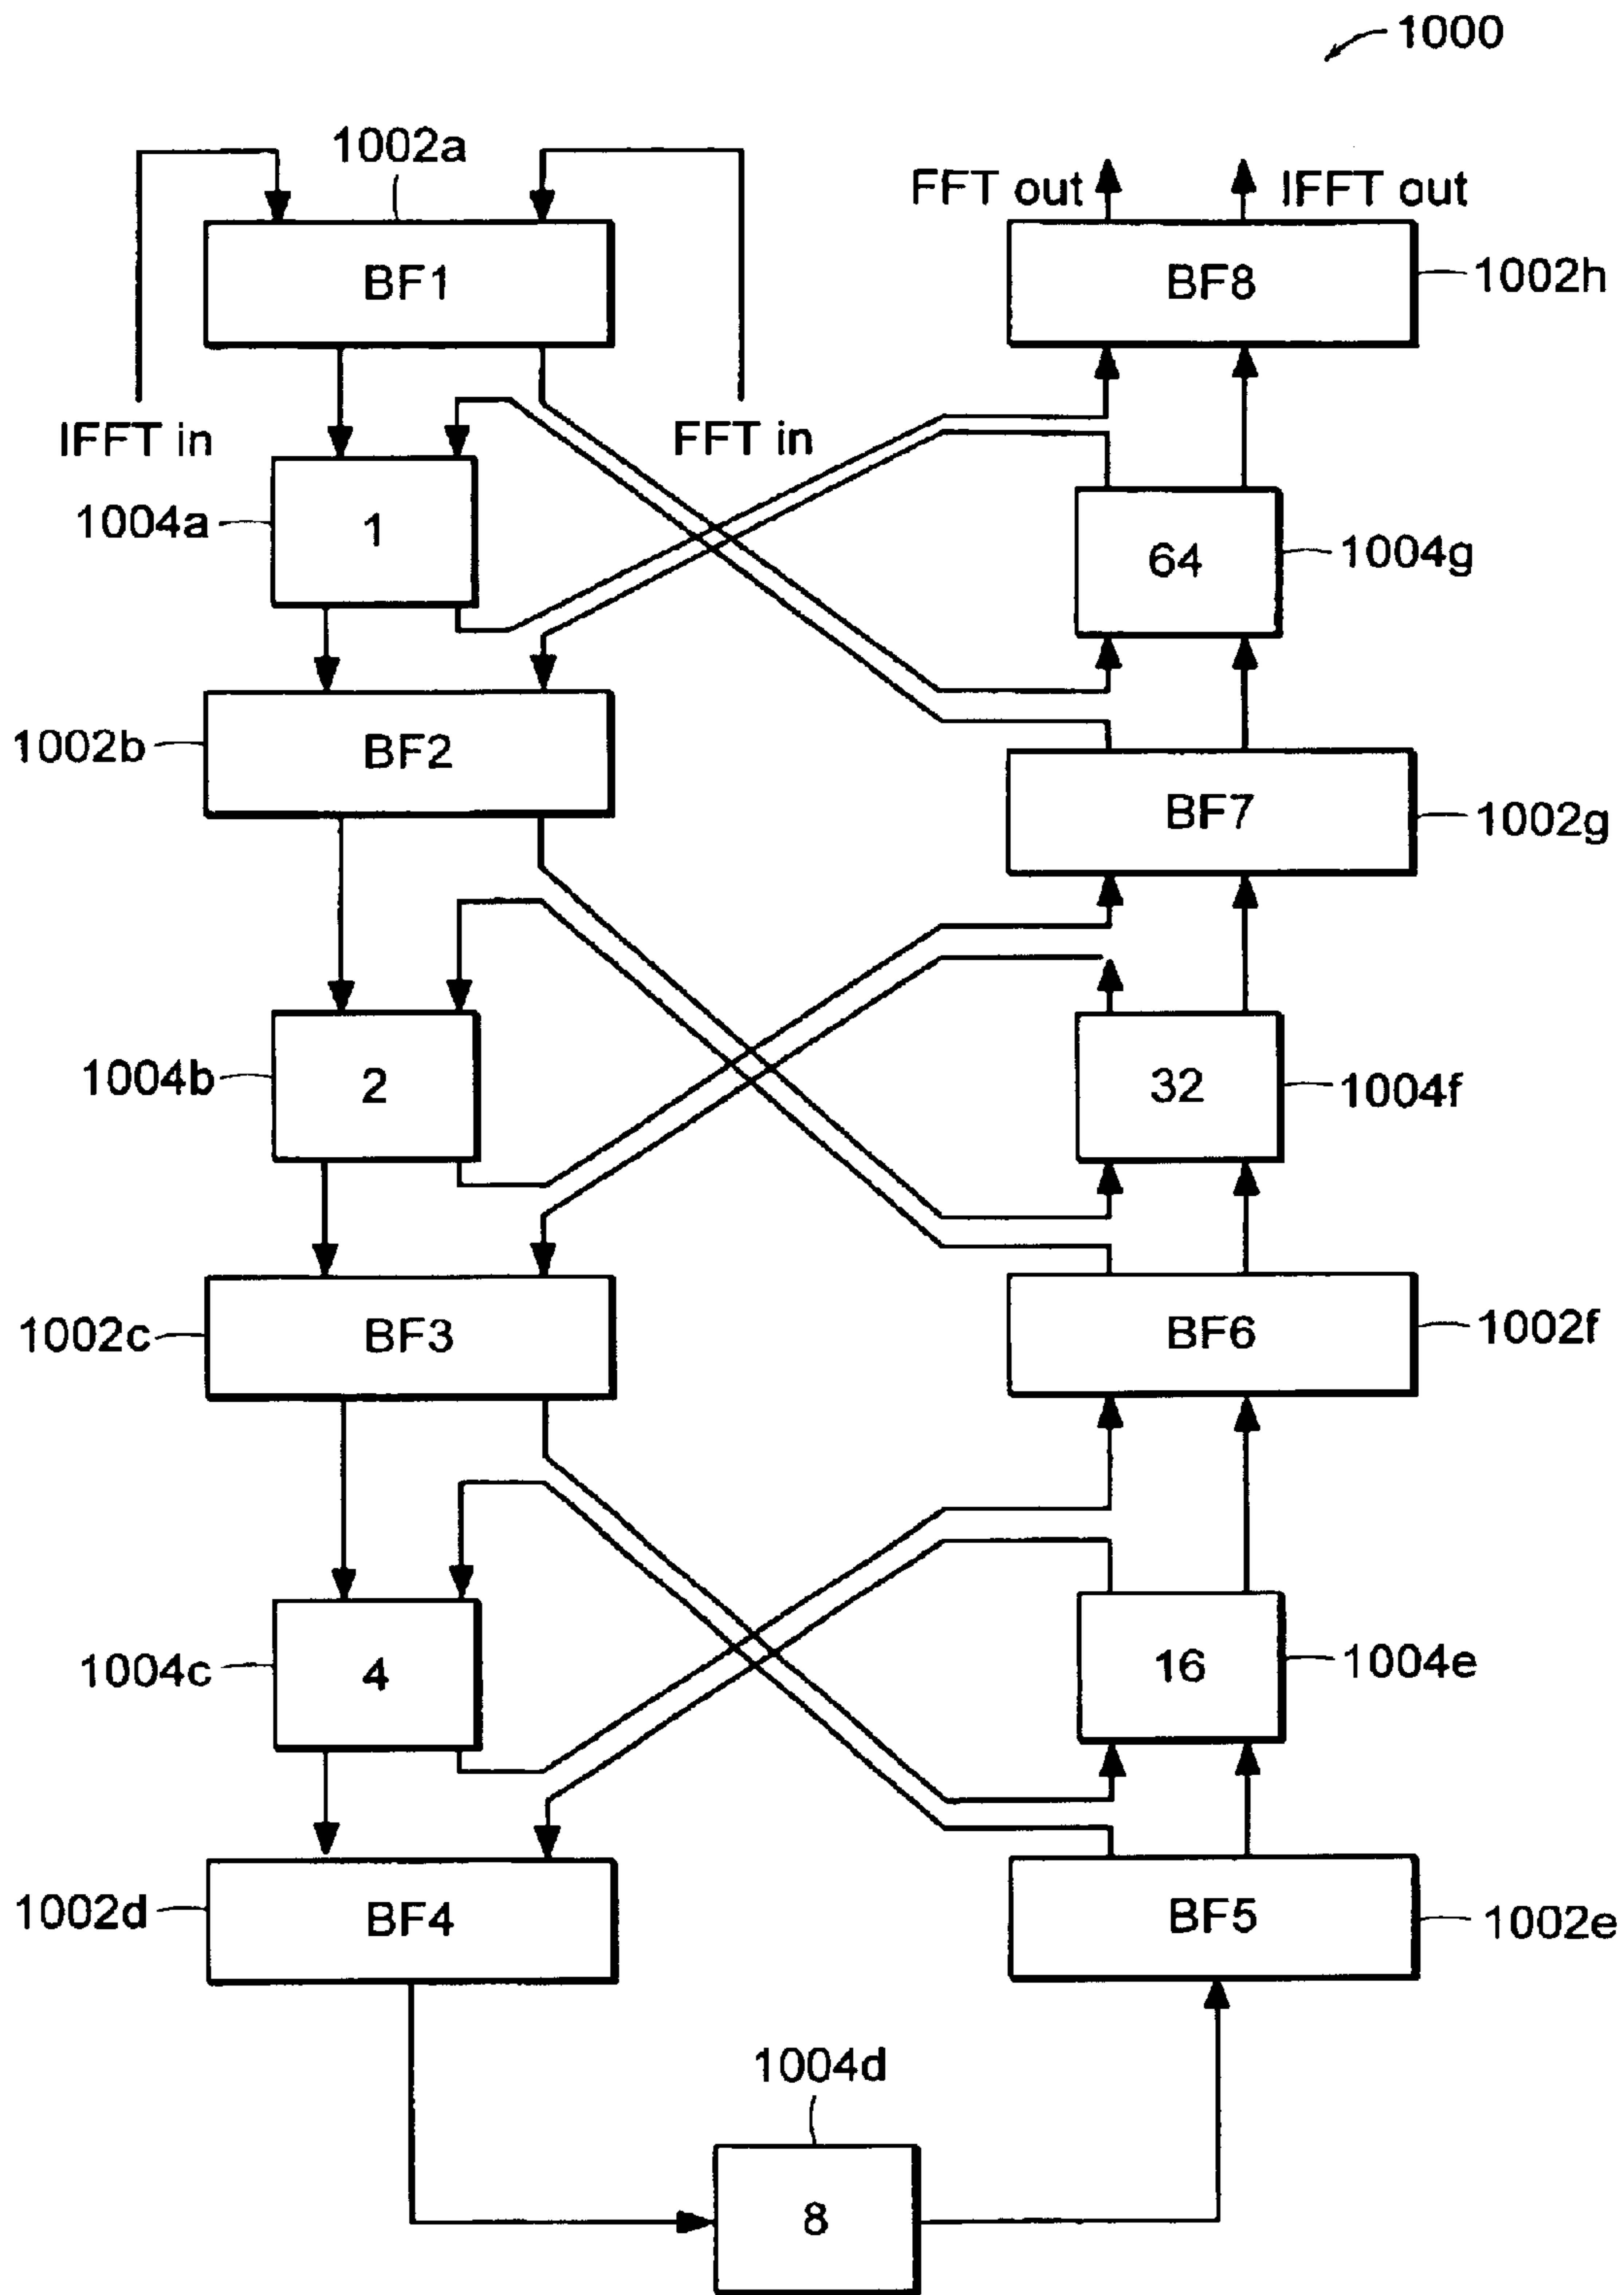 1000
1002a
FFT out
IFFT out
BF1
BF8
1002h
IFFT in
FFT in
1004a
1
64
1004g
1002b
BF2
BF7
1002g
1004b
2
32
1004f
1002c
BF3
BF6
1002f
1004c
4
16
1004e
1002d
BF4
BF5
1002e
1004d
8